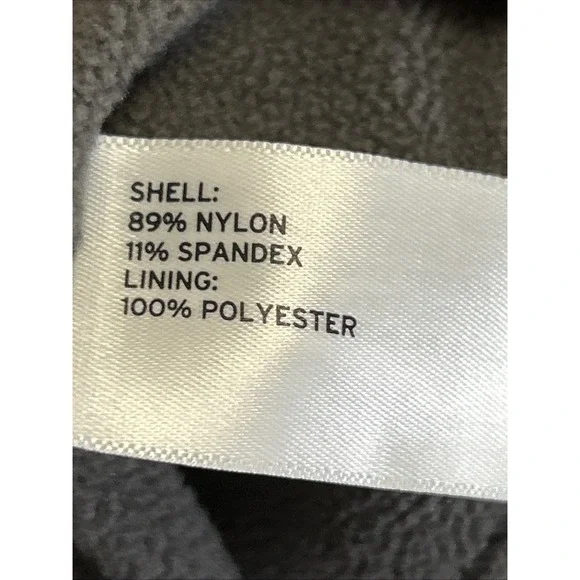 SHELL:
89% NYLON
11% SPANDEX
LINING:
100% POLYESTER